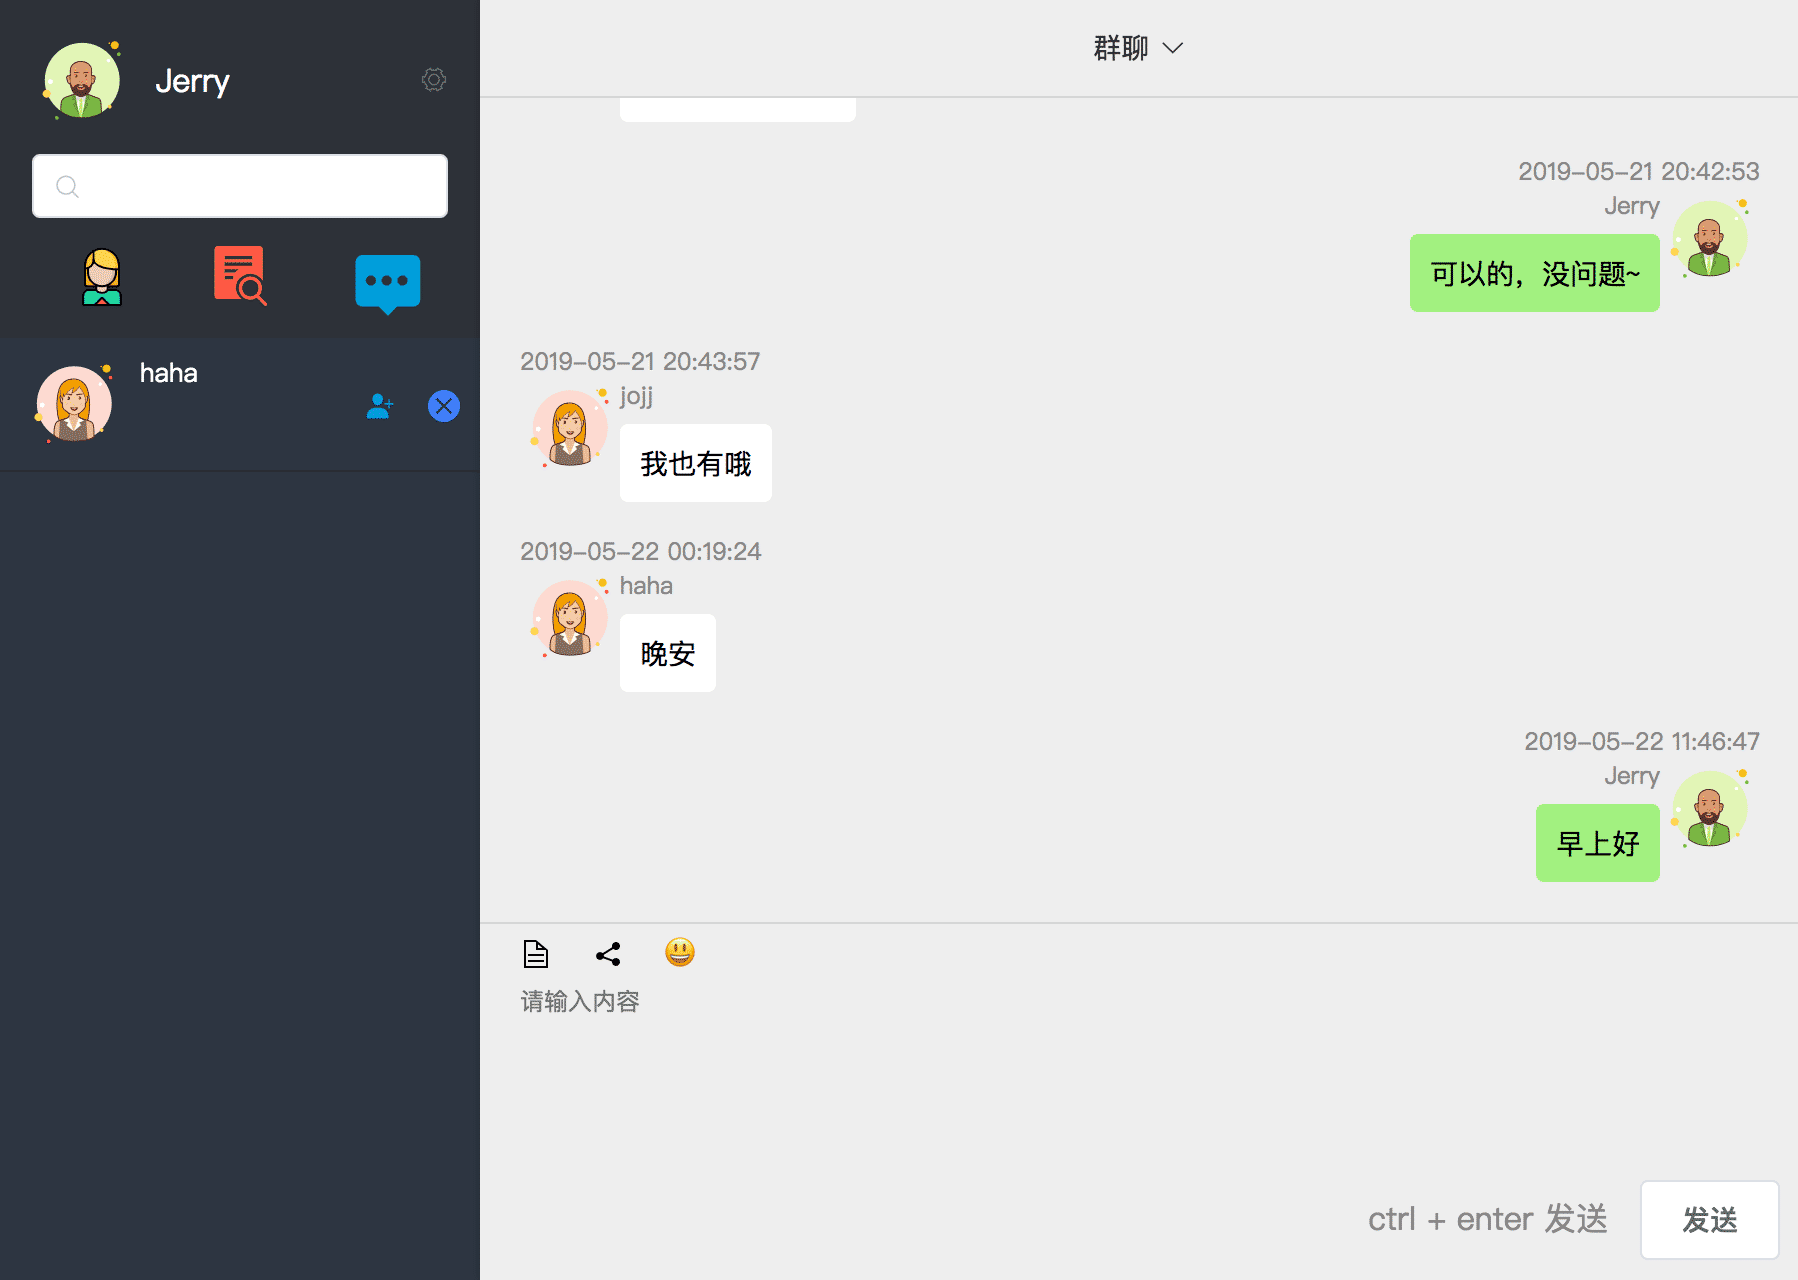 Jerry
haha
群聊
2019-05-21 20:42:53
Jerry
可以的，没问题~
2019-05-21 20:43:57
jojj
我也有哦
2019-05-22 00:19:24
haha
晚安
2019-05-22 11:46:47
Jerry
早上好
请输入内容
ctrl + enter 发送
发送